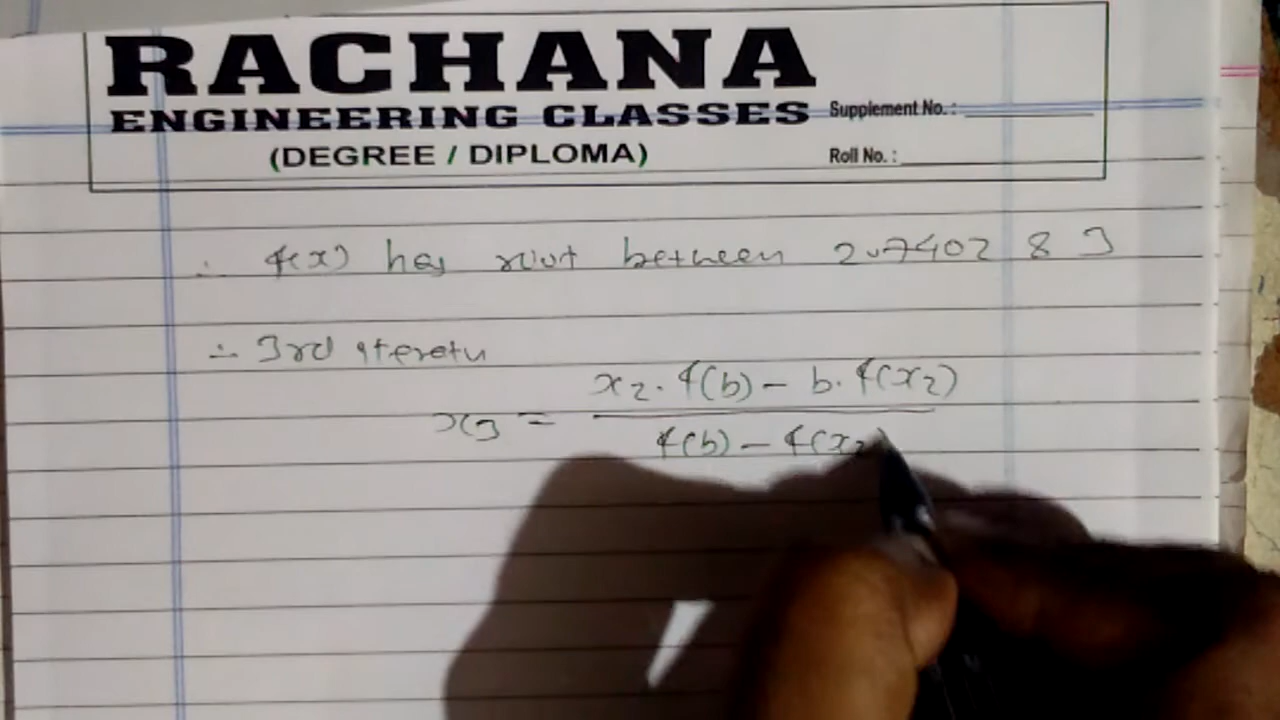 RACHANA
ENGINEERING CLASSES
Supplement No. :
(DEGREE / DIPLOMA)
Roll No. :
∴ f(x) has root between 2.7402 & 3
∴ 3rd iteretn
x3 = x2. f(b) - b. f(x2)
f(b) - f(x2)